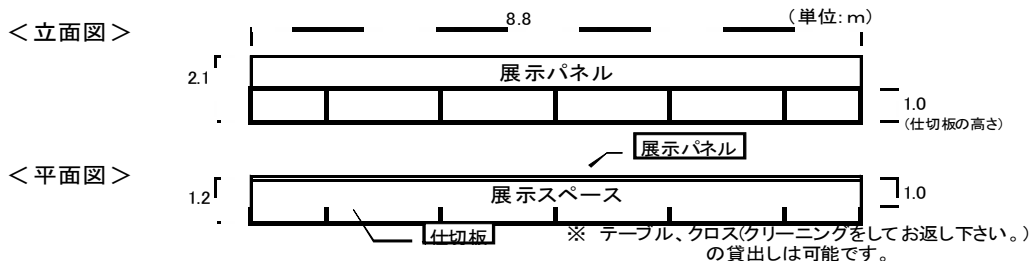 ＜立面図＞
8.8
(単位:m)
2.1
展示パネル
1.0
(仕切板の高さ)
展示パネル
＜平面図＞
1.2
展示スペース
1.0
仕切板
※ テーブル、クロス(クリーニングをしてお返し下さい。)
の貸出しは可能です。